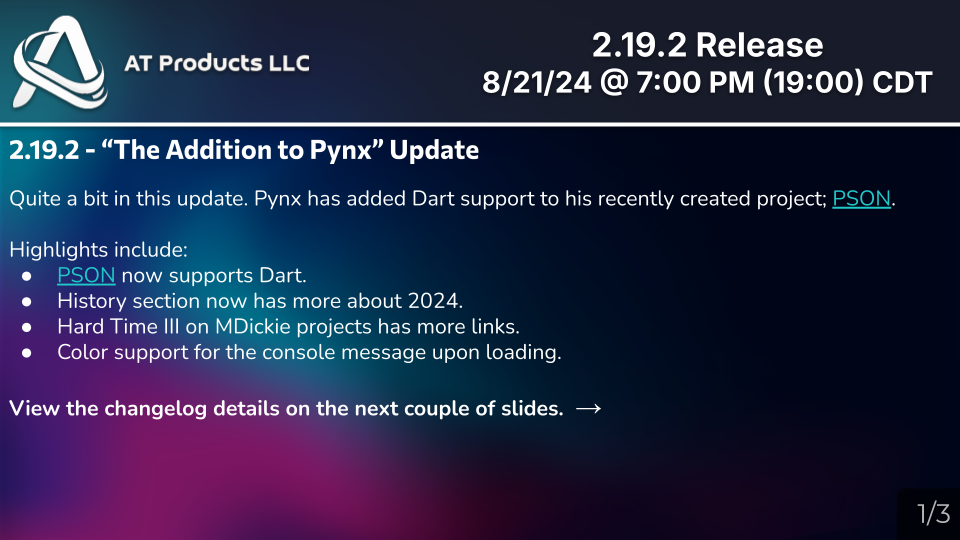 AT Products LLC
2.19.2 Release
8/21/24 @ 7:00 PM (19:00) CDT
2.19.2 - “The Addition to Pynx” Update
Quite a bit in this update. Pynx has added Dart support to his recently created project; PSON.
Highlights include:
● PSON now supports Dart.
● History section now has more about 2024.
● Hard Time III on MDickie projects has more links.
● Color support for the console message upon loading.
View the changelog details on the next couple of slides. →
1/3